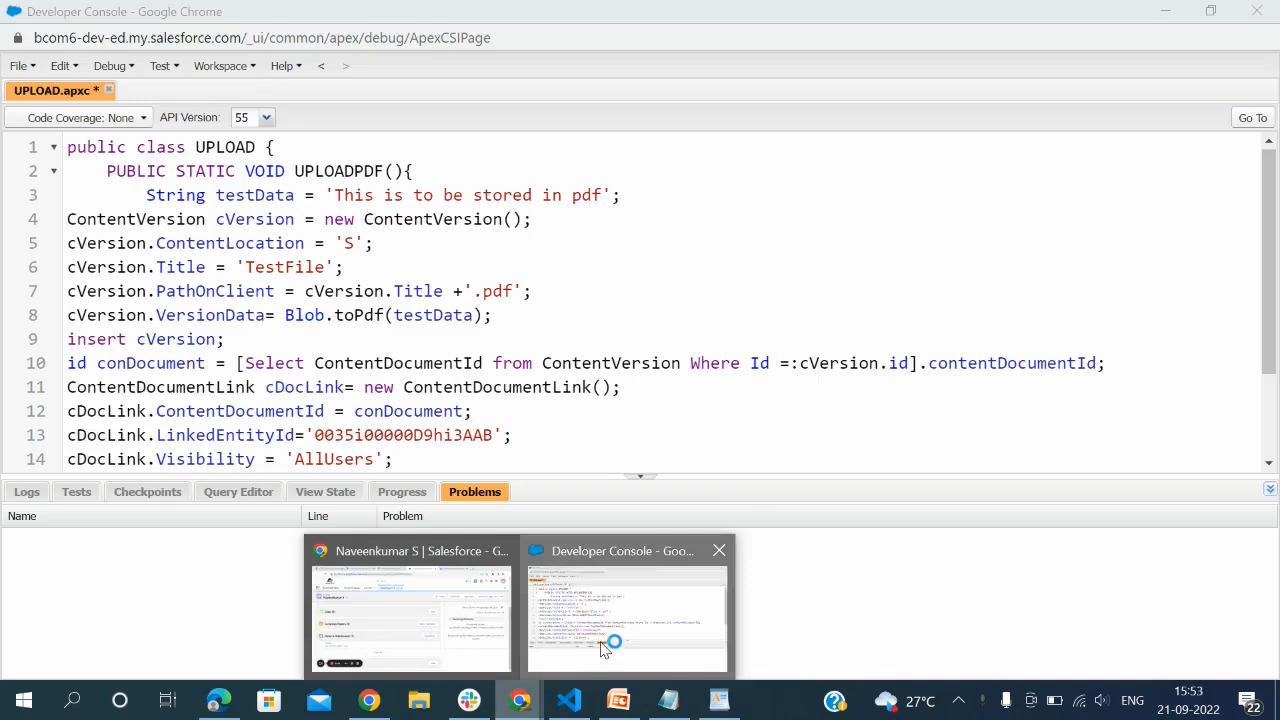 Developer Console - Google Chrome
bcom6-dev-ed.my.salesforce.com/_ui/common/apex/debug/ApexCSIPage
File Edit Debug Test Workspace Help < >
UPLOAD.apxc *
Code Coverage: None API Version: 55 Go To
1 public class UPLOAD {
2 PUBLIC STATIC VOID UPLOADPDF(){
3 String testData = 'This is to be stored in pdf';
4 ContentVersion cVersion = new ContentVersion();
5 cVersion.ContentLocation = 'S';
6 cVersion.Title = 'TestFile';
7 cVersion.PathOnClient = cVersion.Title +'.pdf';
8 cVersion.VersionData= Blob.toPdf(testData);
9 insert cVersion;
10 id conDocument = [Select ContentDocumentId from ContentVersion Where Id =:cVersion.id].contentDocumentId;
11 ContentDocumentLink cDocLink= new ContentDocumentLink();
12 cDocLink.ContentDocumentId = conDocument;
13 cDocLink.LinkedEntityId='0035i00000D9hi3AAB';
14 cDocLink.Visibility = 'AllUsers';
Logs Tests Checkpoints Query Editor View State Progress Problems
Name Line Problem
Naveenkumar S | Salesforce - G... Developer Console - Goo...
27°C ENG 15:53
21-09-2022 22